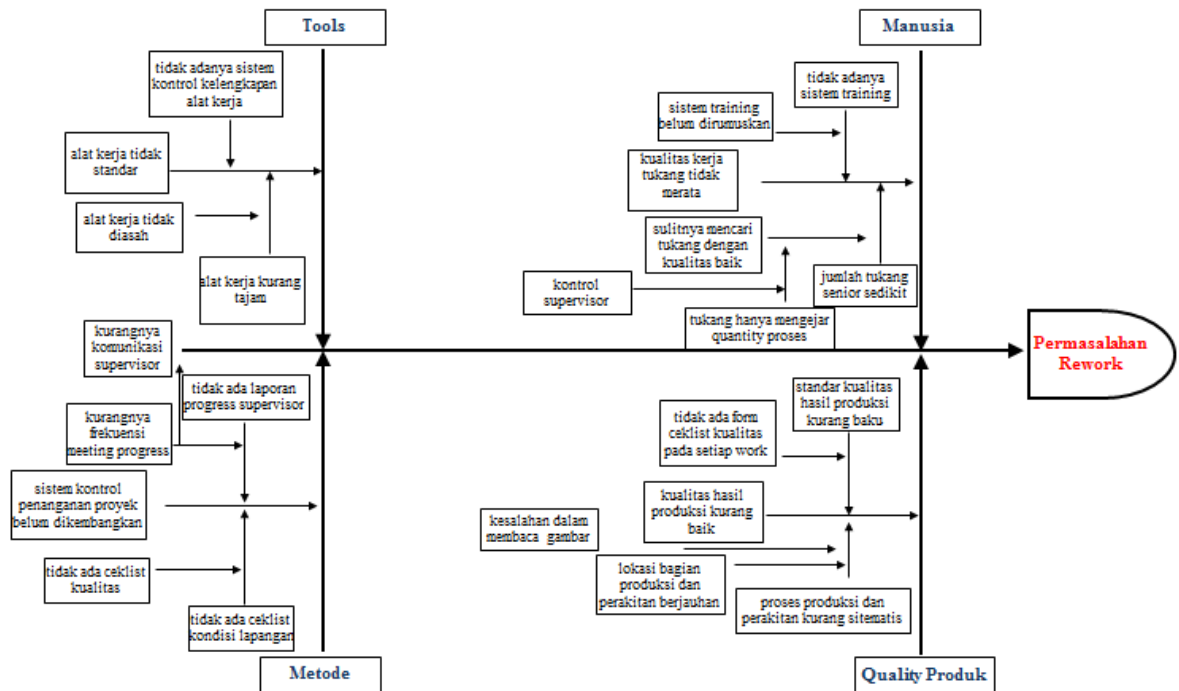 Tools
Manusia
tidak adanya sistem
kontrol kelengkapan
alat kerja
alat kerja tidak
standar
alat kerja tidak
diasah
alat kerja kurang
tajam
tidak adanya
sistem training
sistem training
belum dirumuskan
kualitas kerja
tukang tidak
merata
sulitnya mencari
tukang dengan
kualitas baik
kontrol
supervisor
jumlah tukang
senior sedikit
tukang hanya mengejar
quantity proses
Permasalahan
Rework
kurangnya
komunikasi
supervisor
tidak ada laporan
progress supervisor
kurangnya
frekuensi
meeting progress
sistem kontrol
penanganan proyek
belum dikembangkan
tidak ada ceklist
kualitas
tidak ada ceklist
kondisi lapangan
standar kualitas
hasil produksi
kurang baku
tidak ada form
ceklist kualitas
pada setiap work
kualitas hasil
produksi kurang
baik
kesalahan dalam
membaca gambar
lokasi bagian
produksi dan
perakitan berjauhan
proses produksi dan
perakitan kurang sitematis
Metode
Quality Produk